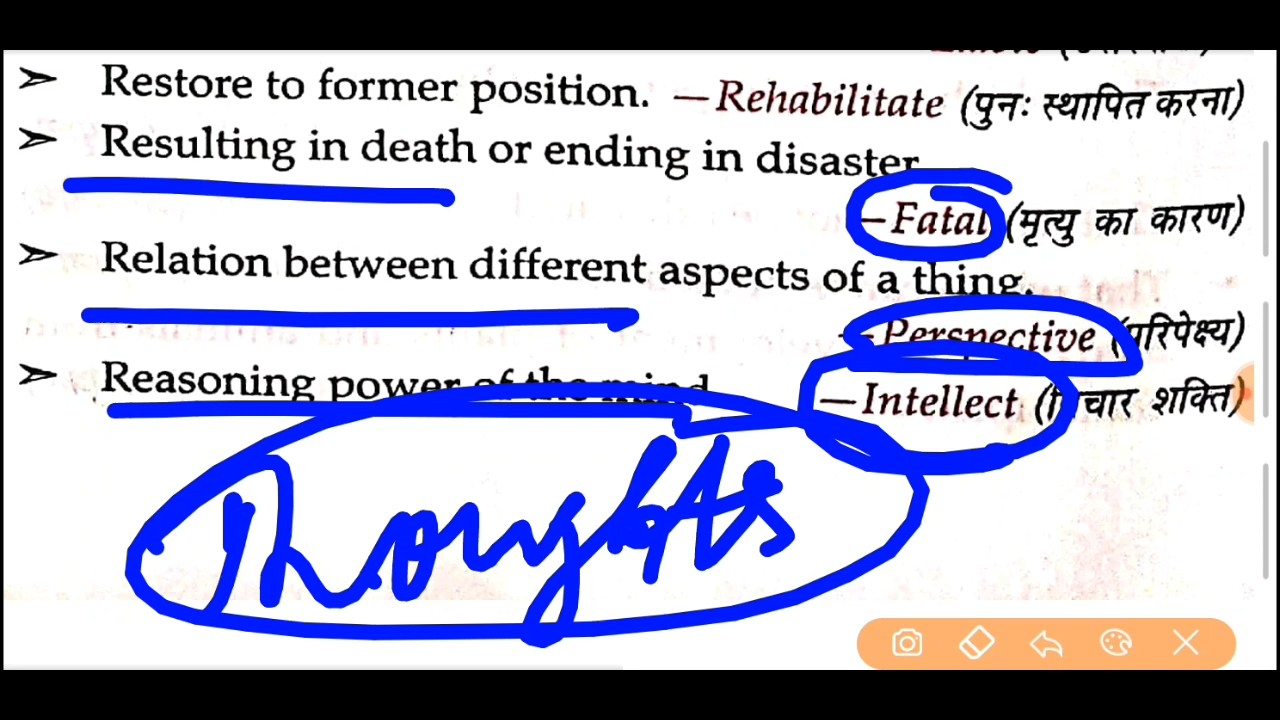 ➢ Restore to former position. —Rehabilitate (पुनः स्थापित करना)
➢ Resulting in death or ending in disaster
—Fatal (मृत्यु का कारण)
➢ Relation between different aspects of a thing.
—Perspective (परिपेक्ष्य)
➢ Reasoning power of the mind —Intellect (विचार शक्ति)
Thoughts